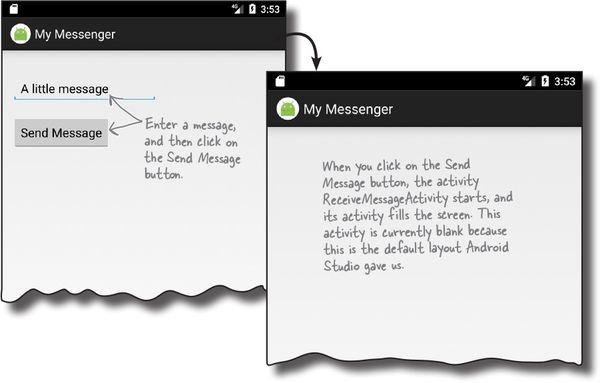 4G 3:53
My Messenger
A little message
Send Message
Enter a message,
and then click on
the Send Message
button.
4G 3:53
My Messenger
When you click on the Send
Message button, the activity
ReceiveMessageActivity starts, and
its activity fills the screen. This
activity is currently blank because
this is the default layout Android
Studio gave us.